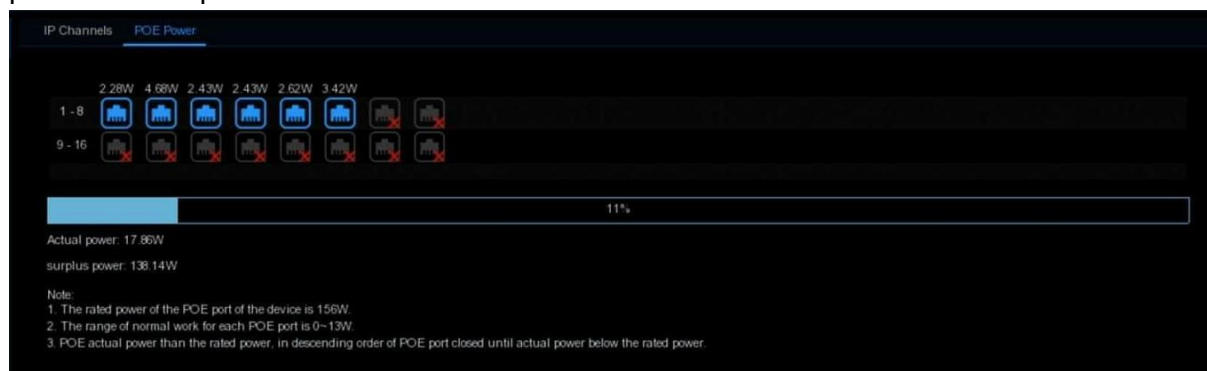 IP Channels POE Power
2.28W 4.68W 2.43W 2.43W 2.62W 3.42W
1 - 8
9 - 16
11%
Actual power: 17.86W
surplus power: 138.14W
Note:
1. The rated power of the POE port of the device is 156W.
2. The range of normal work for each POE port is 0~13W.
3. POE actual power than the rated power, in descending order of POE port closed until actual power below the rated power.